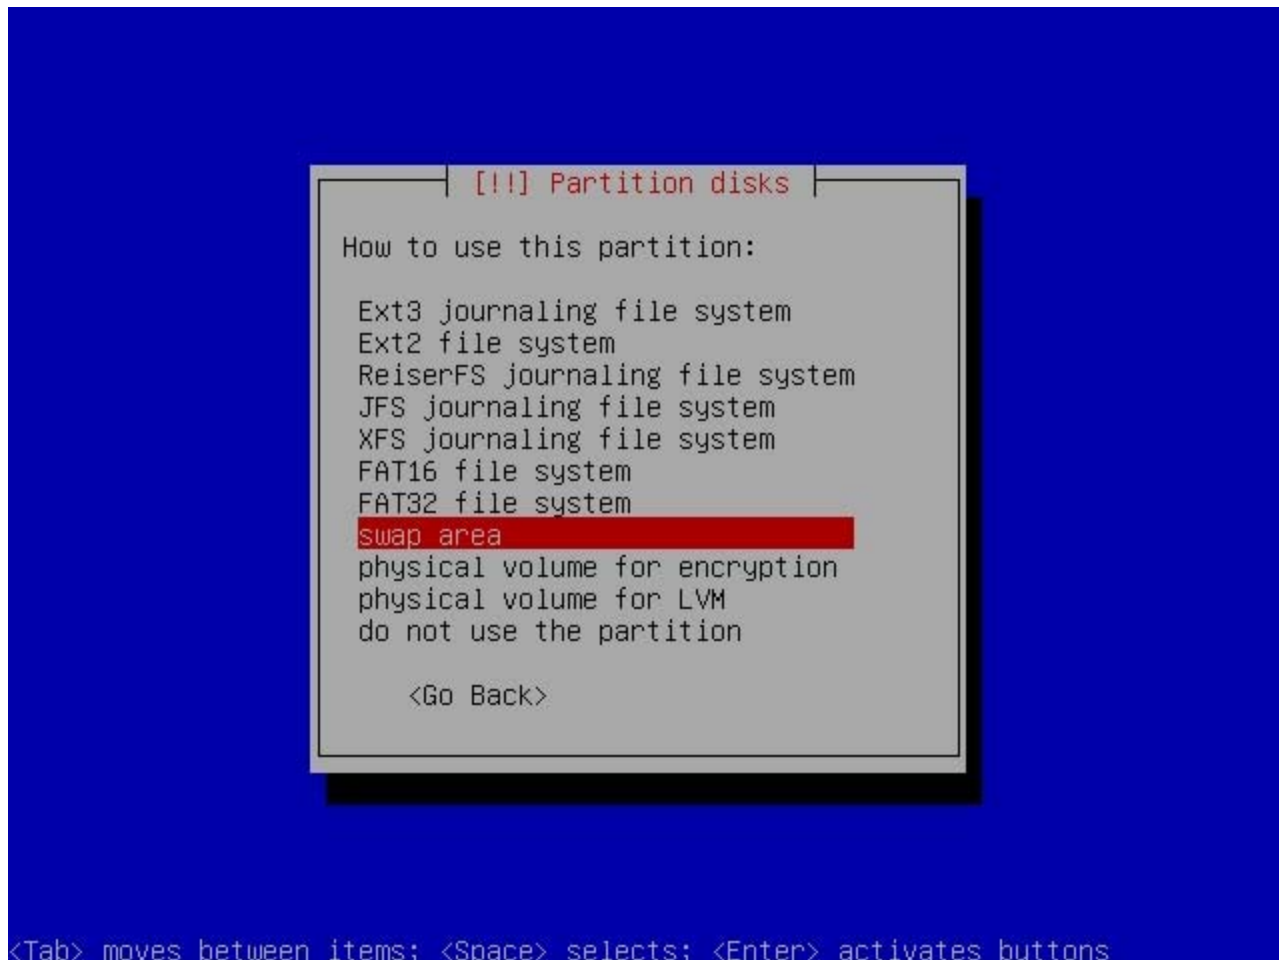 [!!] Partition disks
How to use this partition:
Ext3 journaling file system
Ext2 file system
ReiserFS journaling file system
JFS journaling file system
XFS journaling file system
FAT16 file system
FAT32 file system
swap area
physical volume for encryption
physical volume for LVM
do not use the partition
<Go Back>
<Tab> moves between items; <Space> selects; <Enter> activates buttons